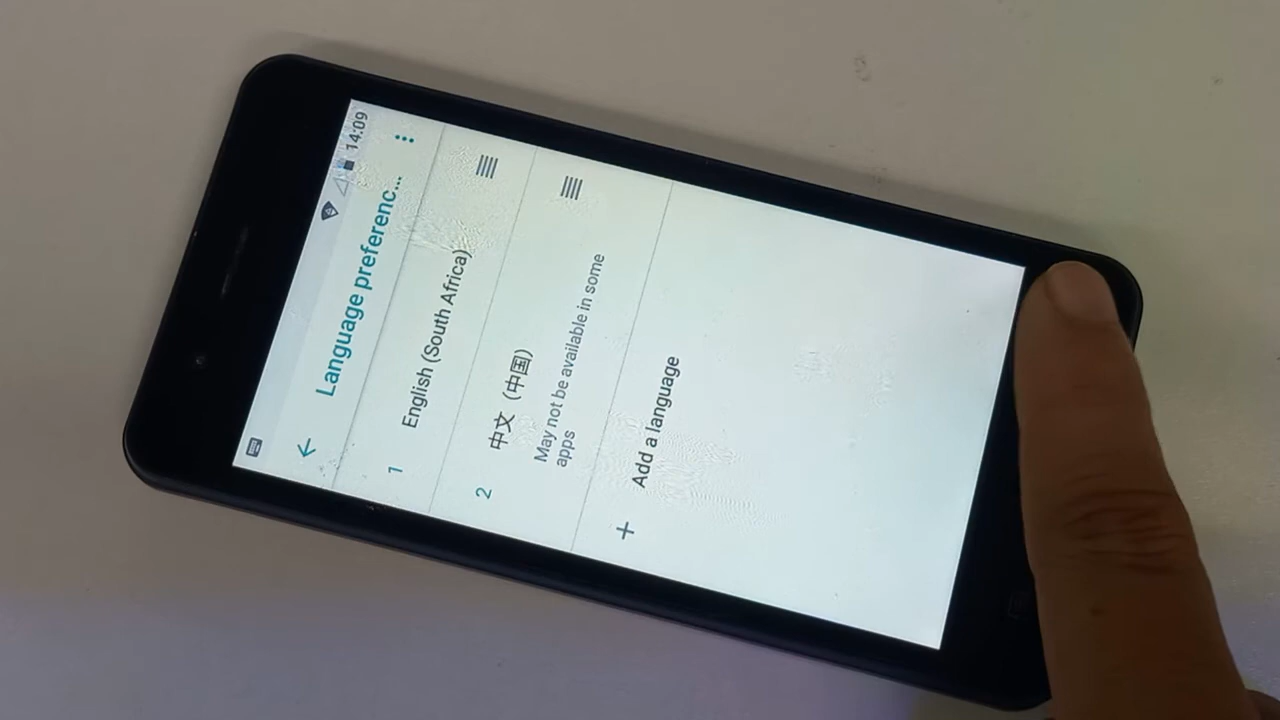 14:09
Language preferenc...
1
English (South Africa)
2
中文 (中国)
May not be available in some
apps
+ Add a language